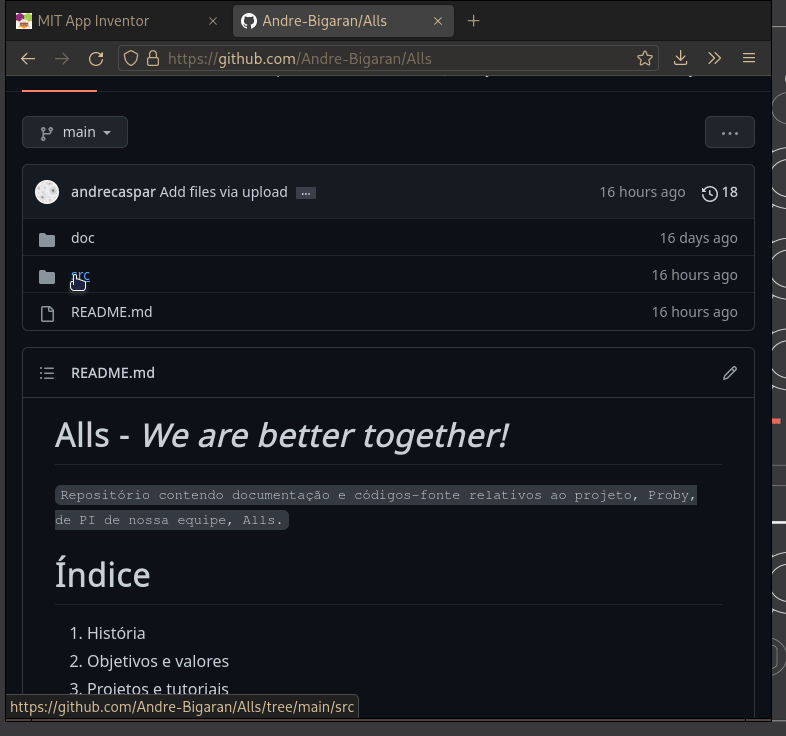 MIT App Inventor
Andre-Bigaran/Alls
https://github.com/Andre-Bigaran/Alls
main
andrecaspar Add files via upload ... 16 hours ago 18
doc 16 days ago
src 16 hours ago
README.md 16 hours ago
README.md
Alls - We are better together!
Repositório contendo documentação e códigos-fonte relativos ao projeto, Proby,
de PI de nossa equipe, Alls.
Índice
1. História
2. Objetivos e valores
3. Projetos e tutoriais
https://github.com/Andre-Bigaran/Alls/tree/main/src